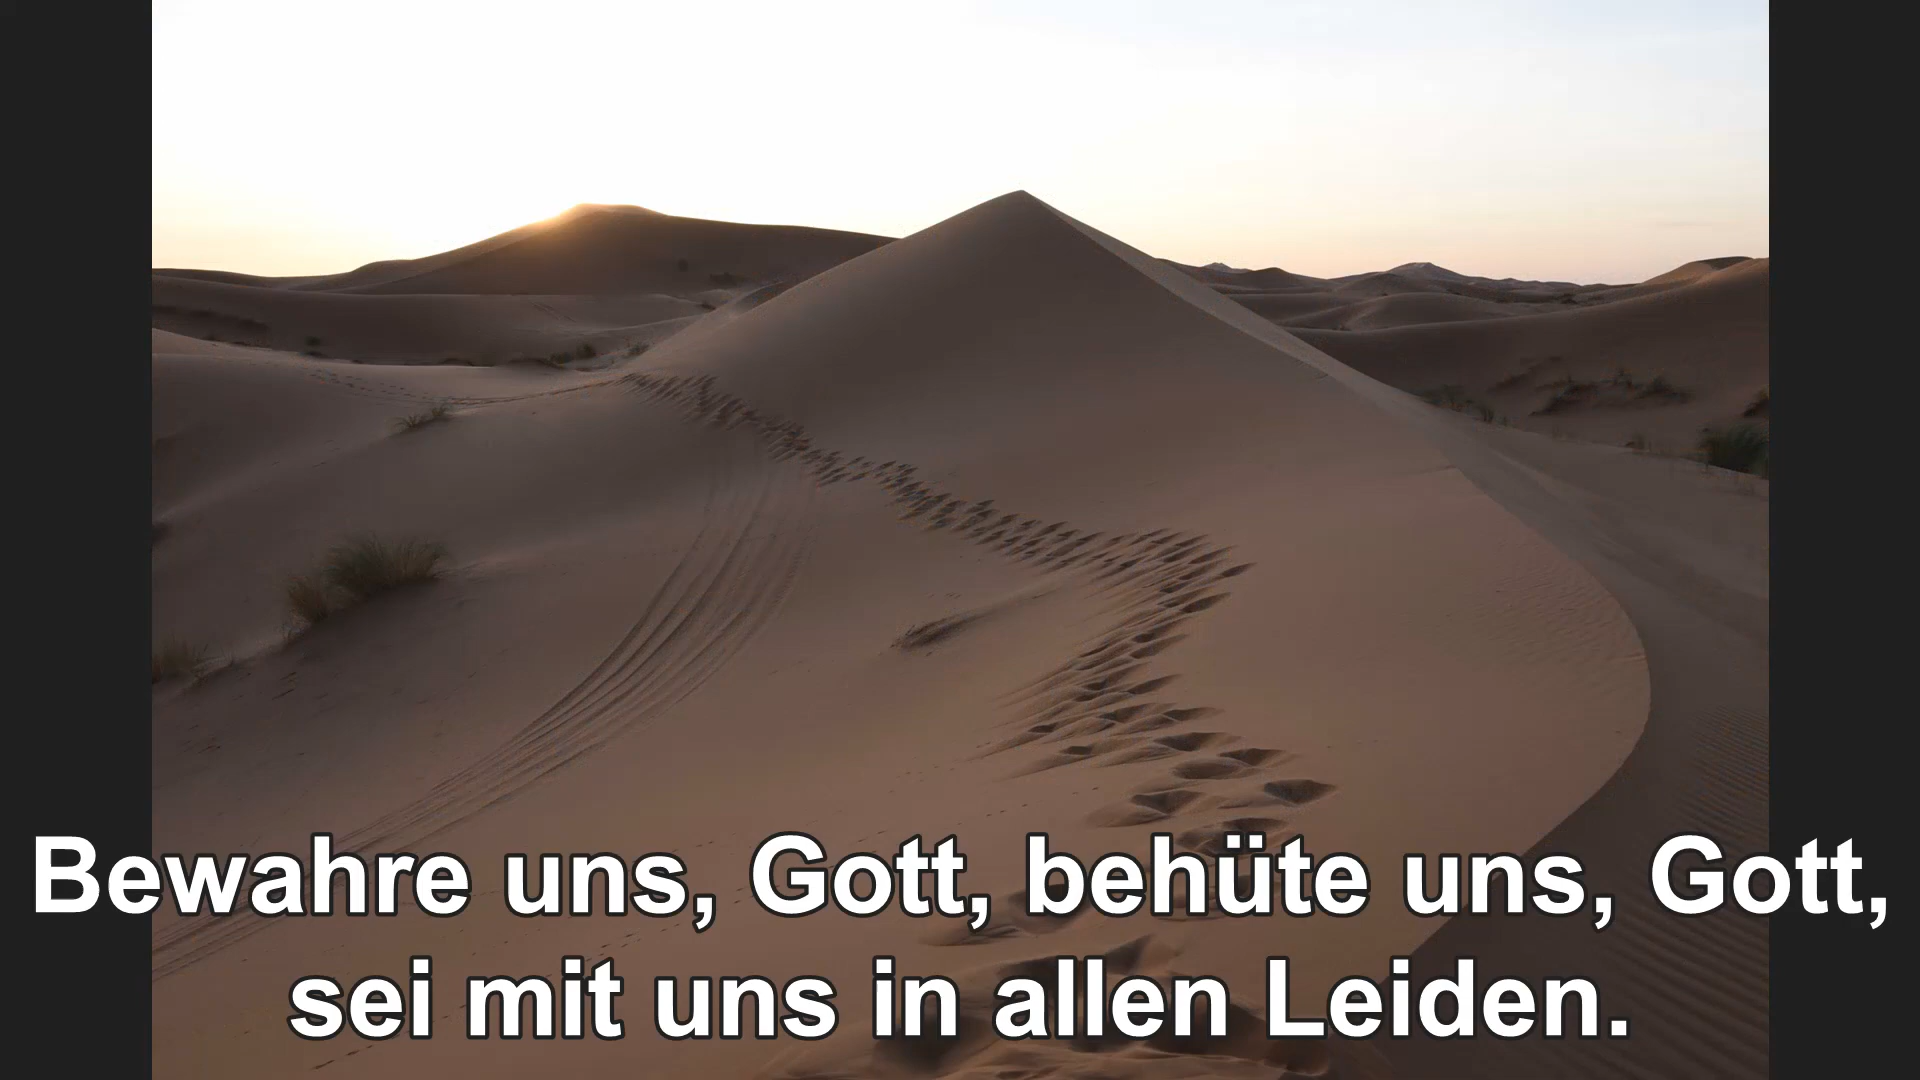 Bewahre uns, Gott, behüte uns, Gott,
sei mit uns in allen Leiden.